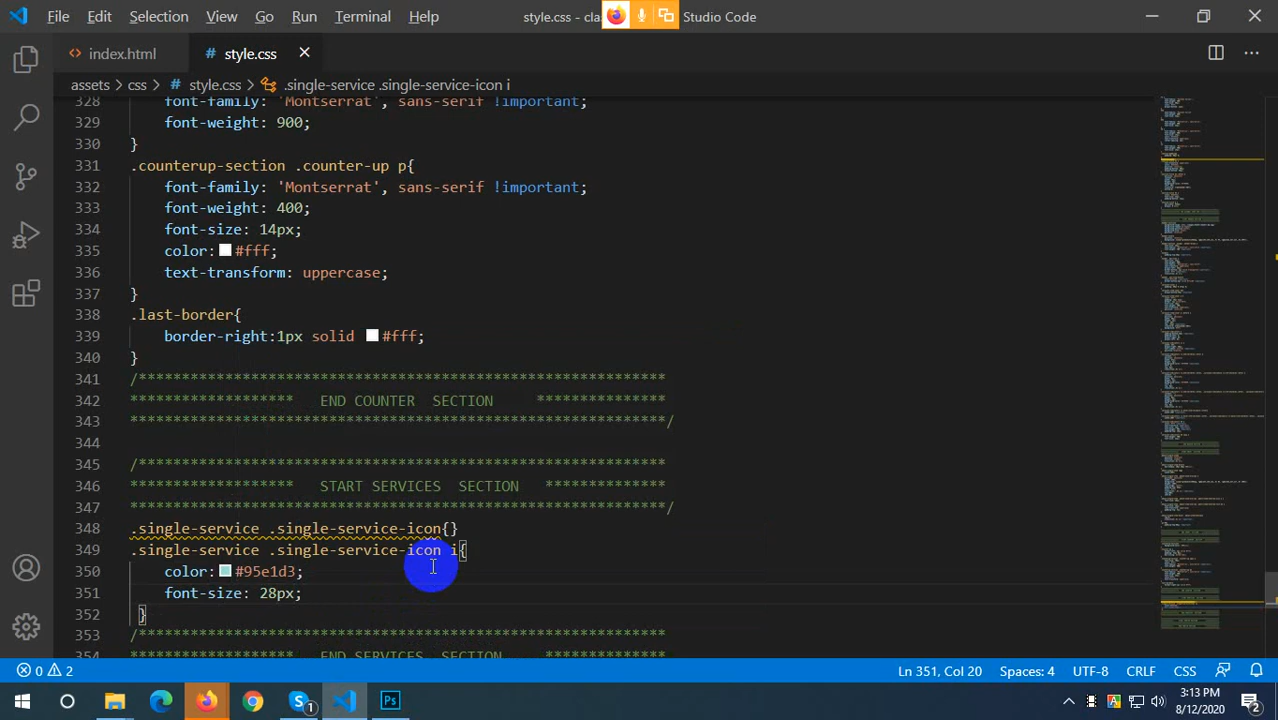 File Edit Selection View Go Run Terminal Help style.css - cla Studio Code
index.html style.css
assets > css > # style.css > .single-service .single-service-icon i
328 font-family: 'Montserrat', sans-serif !important;
329 font-weight: 900;
330 }
331 .counterup-section .counter-up p{
332 font-family: 'Montserrat', sans-serif !important;
333 font-weight: 400;
334 font-size: 14px;
335 color: #fff;
336 text-transform: uppercase;
337 }
338 .last-border{
339 border-right:1px solid #fff;
340 }
341 /*************************************************************
342 ******************* END COUNTER SECTION ***************
343 **************************************************************/
344
345 /*************************************************************
346 ******************* START SERVICES SECTION **************
347 **************************************************************/
348 .single-service .single-service-icon{}
349 .single-service .single-service-icon i{
350 color: #95e1d3;
351 font-size: 28px;
352 }
353 /*************************************************************
354 ******************* END SERVICES SECTION **************
0 2 Ln 351, Col 20 Spaces: 4 UTF-8 CRLF CSS
3:13 PM
8/12/2020